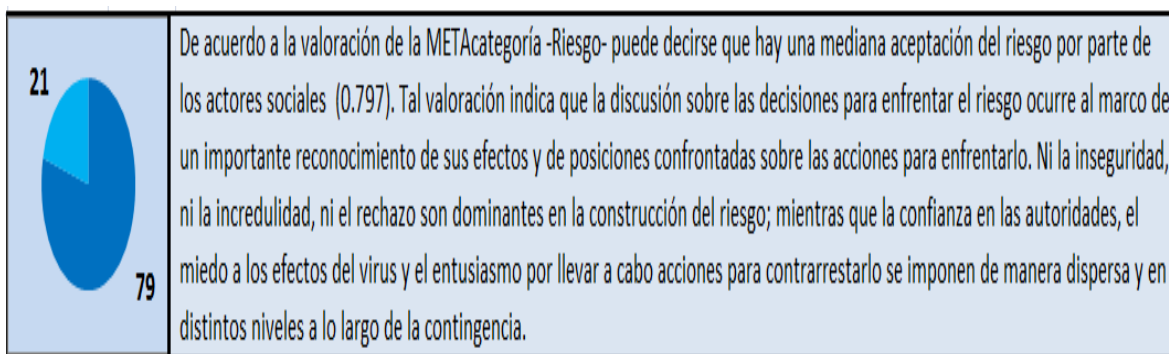 21
79
De acuerdo a la valoración de la METAcategoría -Riesgo- puede decirse que hay una mediana aceptación del riesgo por parte de
los actores sociales (0.797). Tal valoración indica que la discusión sobre las decisiones para enfrentar el riesgo ocurre al marco de
un importante reconocimiento de sus efectos y de posiciones confrontadas sobre las acciones para enfrentarlo. Ni la inseguridad,
ni la incredulidad, ni el rechazo son dominantes en la construcción del riesgo; mientras que la confianza en las autoridades, el
miedo a los efectos del virus y el entusiasmo por llevar a cabo acciones para contrarrestarlo se imponen de manera dispersa y en
distintos niveles a lo largo de la contingencia.